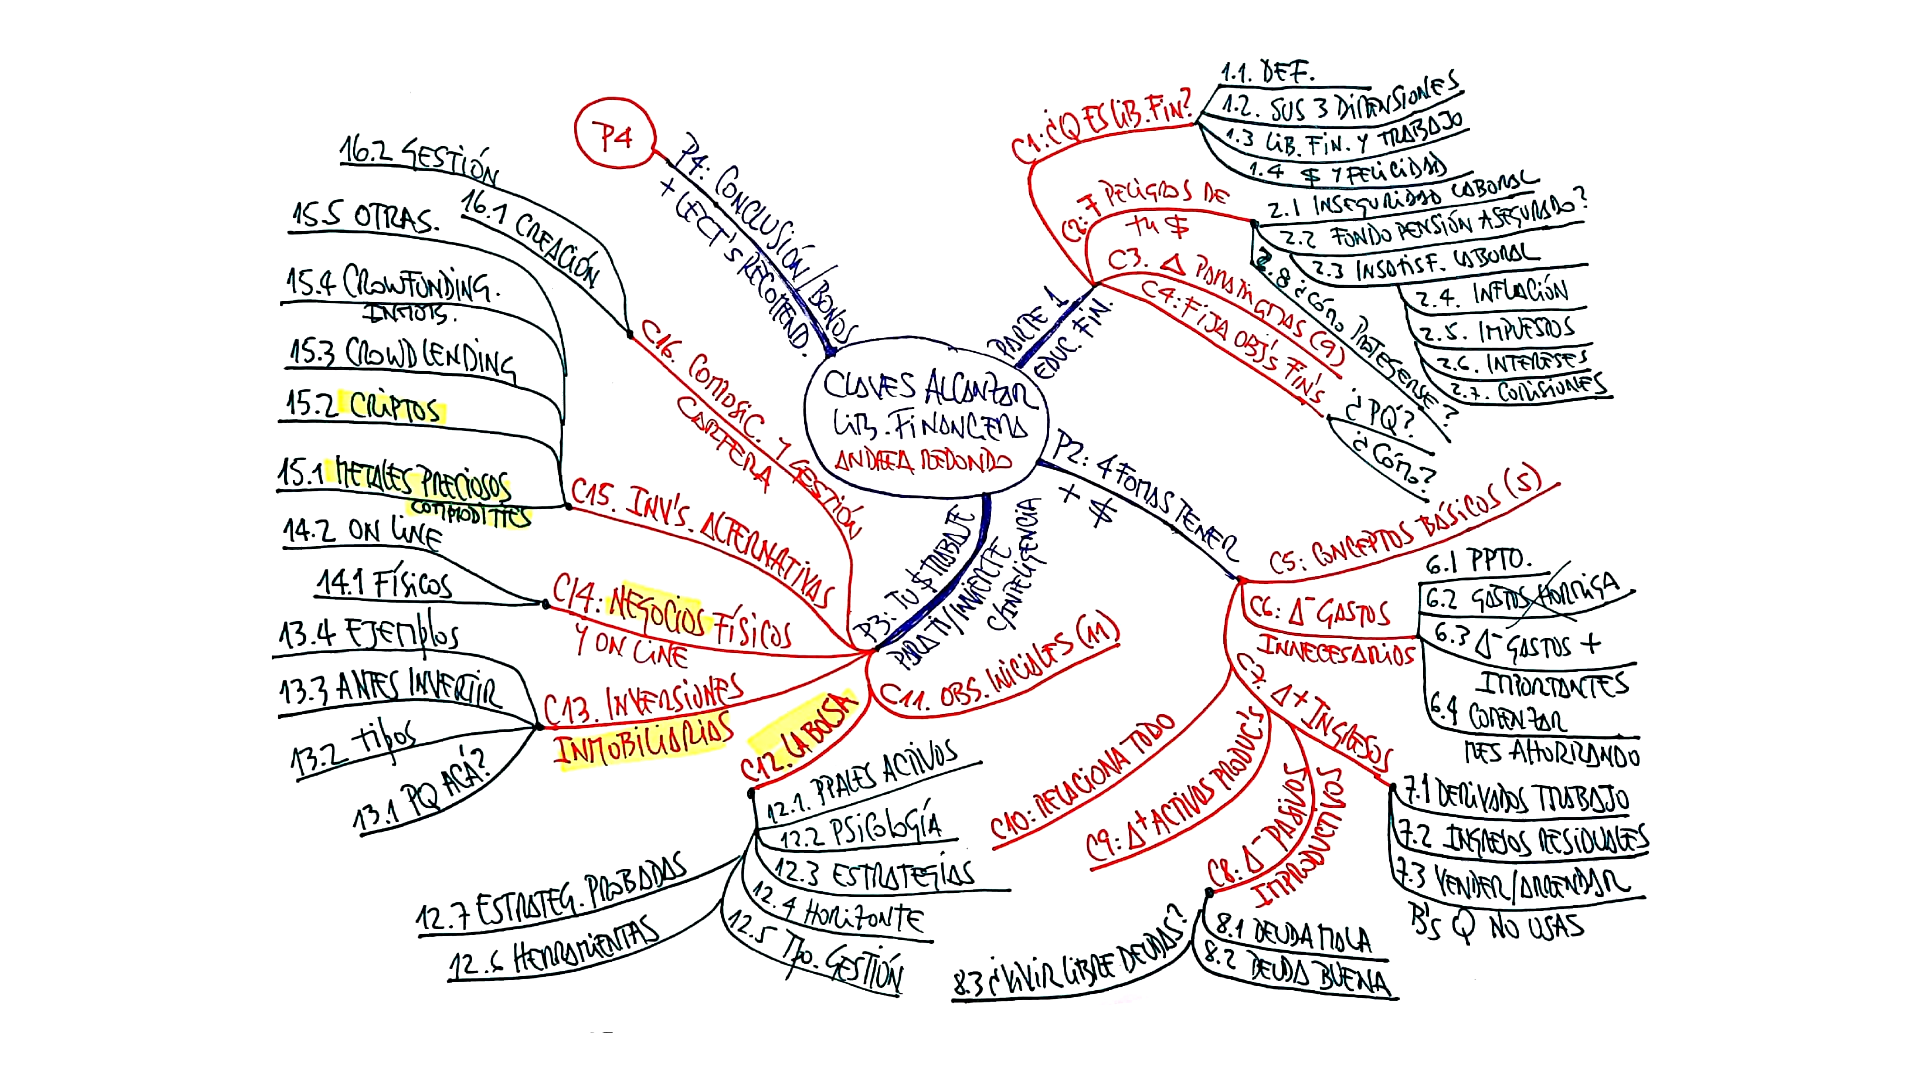 CLAVES ALCANZAR
LIB. FINANCIERA
ANDREA REDONDO
PARTE 1
EDUC. FIN.
C1: ¿Q ES LIB. FIN?
1.1. DEF.
1.2. SUS 3 DIMENSIONES
1.3 LIB. FIN. Y TRABAJO
1.4 $ Y FELICIDAD
C2: 7 PELIGROS DE
TU $
2.1 INSEGURIDAD LABORAL
2.2 FONDO PENSIÓN ASEGURADO?
2.3 INSATISF. LABORAL
2.4. INFLACIÓN
2.5. IMPUESTOS
2.6. INTERESES
2.7. COMISIONES
2.8 ¿CÓMO PROTEGERSE?
C3. Δ PARADIGMAS (9)
C4: FIJA OBJ'S FIN'S
¿PQ?
¿CÓMO?
P2: 4 FOMAS TENER
+ $
C5: CONCEPTOS BÁSICOS (5)
C6: Δ- GASTOS
INNECESARIOS
6.1 PPTO.
6.2 GASTOS HORMIGA
6.3 Δ- GASTOS +
IMPORTANTES
6.4 COMENZAR
MES AHORRANDO
C7. Δ+ INGRESOS
7.1 DERIVADOS TRABAJO
7.2 INGRESOS RESIDUALES
7.3 VENDER/ARRENDAR
B's Q NO USAS
C8: Δ- PASIVOS
IMPRODUCTIVOS
8.1 DEUDA MALA
8.2 DEUDA BUENA
8.3 ¿VIVIR LIBRE DEUDAS?
C9: Δ+ ACTIVOS PRODUC'S
C10: RELACIONA TODO
P3: TU $ TRABAJE
PARA TI/INVIERTE
C/INTELIGENCIA
C11. OBS. INICIALES (11)
C12. LA BOLSA
12.1. PPALES ACTIVOS
12.2 PSICOLOGÍA
12.3 ESTRATEGÍAS
12.4 HORIZONTE
12.5 TIPO. GESTIÓN
12.6 HERRAMIENTAS
12.7 ESTRATEG. PROBADAS
C13. INVERSIONES
INMOBILIARIAS
13.1 PQ ACÁ?
13.2 TIPOS
13.3 ANTES INVERTIR
13.4 EJEMPLOS
C14: NEGOCIOS FÍSICOS
Y ON LINE
14.1 FÍSICOS
14.2 ON LINE
C15. INV'S. ALTERNATIVAS
15.1 METALES PRECIOSOS
COMMODITIES
15.2 CRIPTOS
15.3 CROWDLENDING
15.4 CROWFUNDING.
INMOB.
15.5 OTRAS.
C16. COMPOSIC. Y GESTIÓN
CARTERA
16.1 CREACIÓN
16.2 GESTIÓN
P4: CONCLUSIÓN/BONOS
+ LECT's RECOMEND.
P4